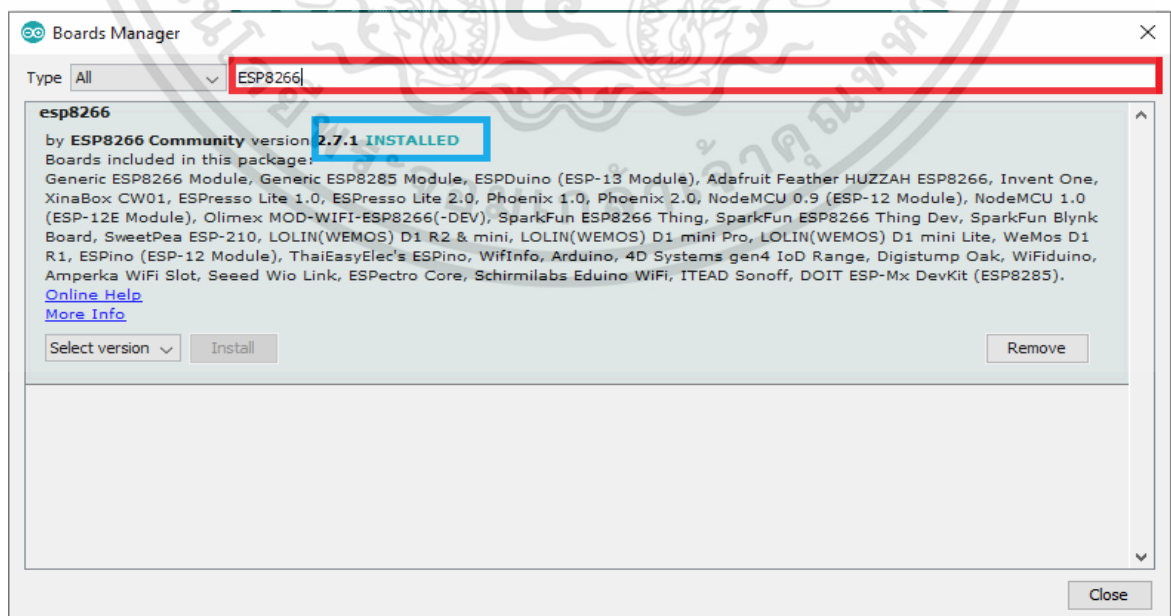 Boards Manager
Type All ESP8266
esp8266
by ESP8266 Community version 2.7.1 INSTALLED
Boards included in this package:
Generic ESP8266 Module, Generic ESP8285 Module, ESPDuino (ESP-13 Module), Adafruit Feather HUZZAH ESP8266, Invent One,
XinaBox CW01, ESPresso Lite 1.0, ESPresso Lite 2.0, Phoenix 1.0, Phoenix 2.0, NodeMCU 0.9 (ESP-12 Module), NodeMCU 1.0
(ESP-12E Module), Olimex MOD-WIFI-ESP8266(-DEV), SparkFun ESP8266 Thing, SparkFun ESP8266 Thing Dev, SparkFun Blynk
Board, SweetPea ESP-210, LOLIN(WEMOS) D1 R2 & mini, LOLIN(WEMOS) D1 mini Pro, LOLIN(WEMOS) D1 mini Lite, WeMos D1
R1, ESPino (ESP-12 Module), ThaiEasyElec's ESPino, WifInfo, Arduino, 4D Systems gen4 IoD Range, Digistump Oak, WiFiduino,
Amperka WiFi Slot, Seeed Wio Link, ESPectro Core, Schirmilabs Eduino WiFi, ITEAD Sonoff, DOIT ESP-Mx DevKit (ESP8285).
Online Help
More Info
Select version Install Remove
Close